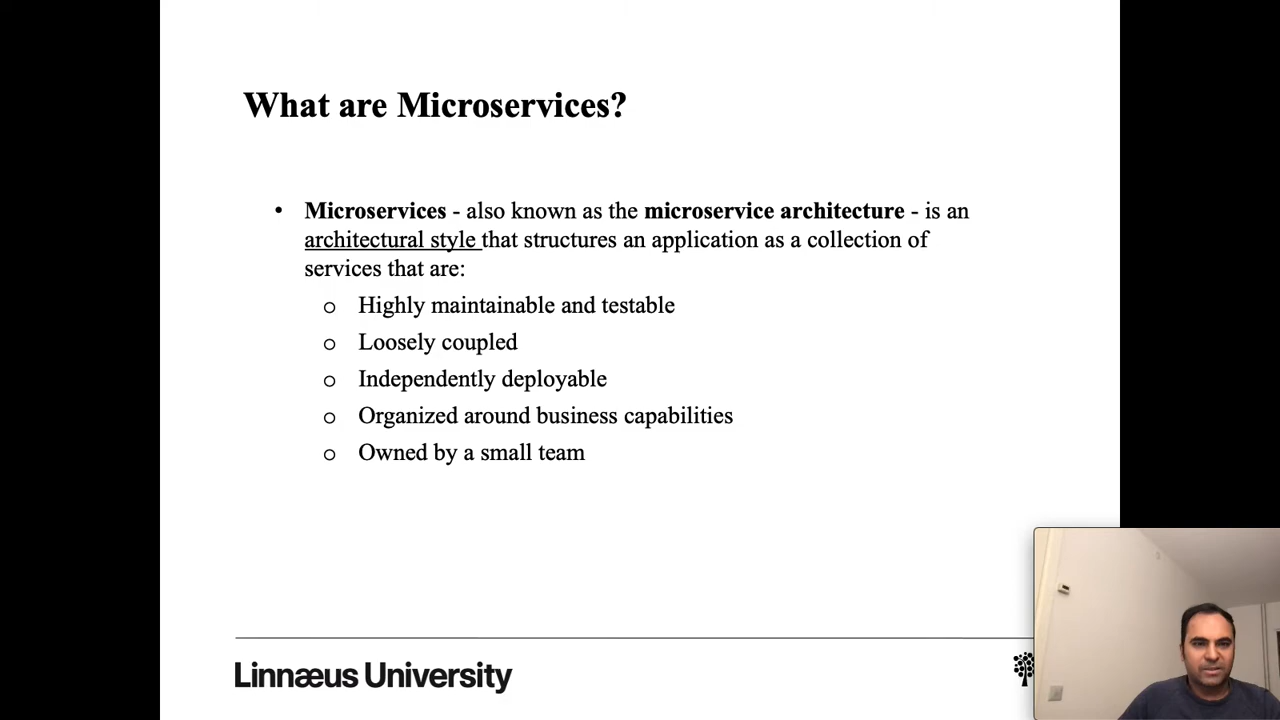 What are Microservices?
• Microservices - also known as the microservice architecture - is an
architectural style that structures an application as a collection of
services that are:
o Highly maintainable and testable
o Loosely coupled
o Independently deployable
o Organized around business capabilities
o Owned by a small team
Linnæus University